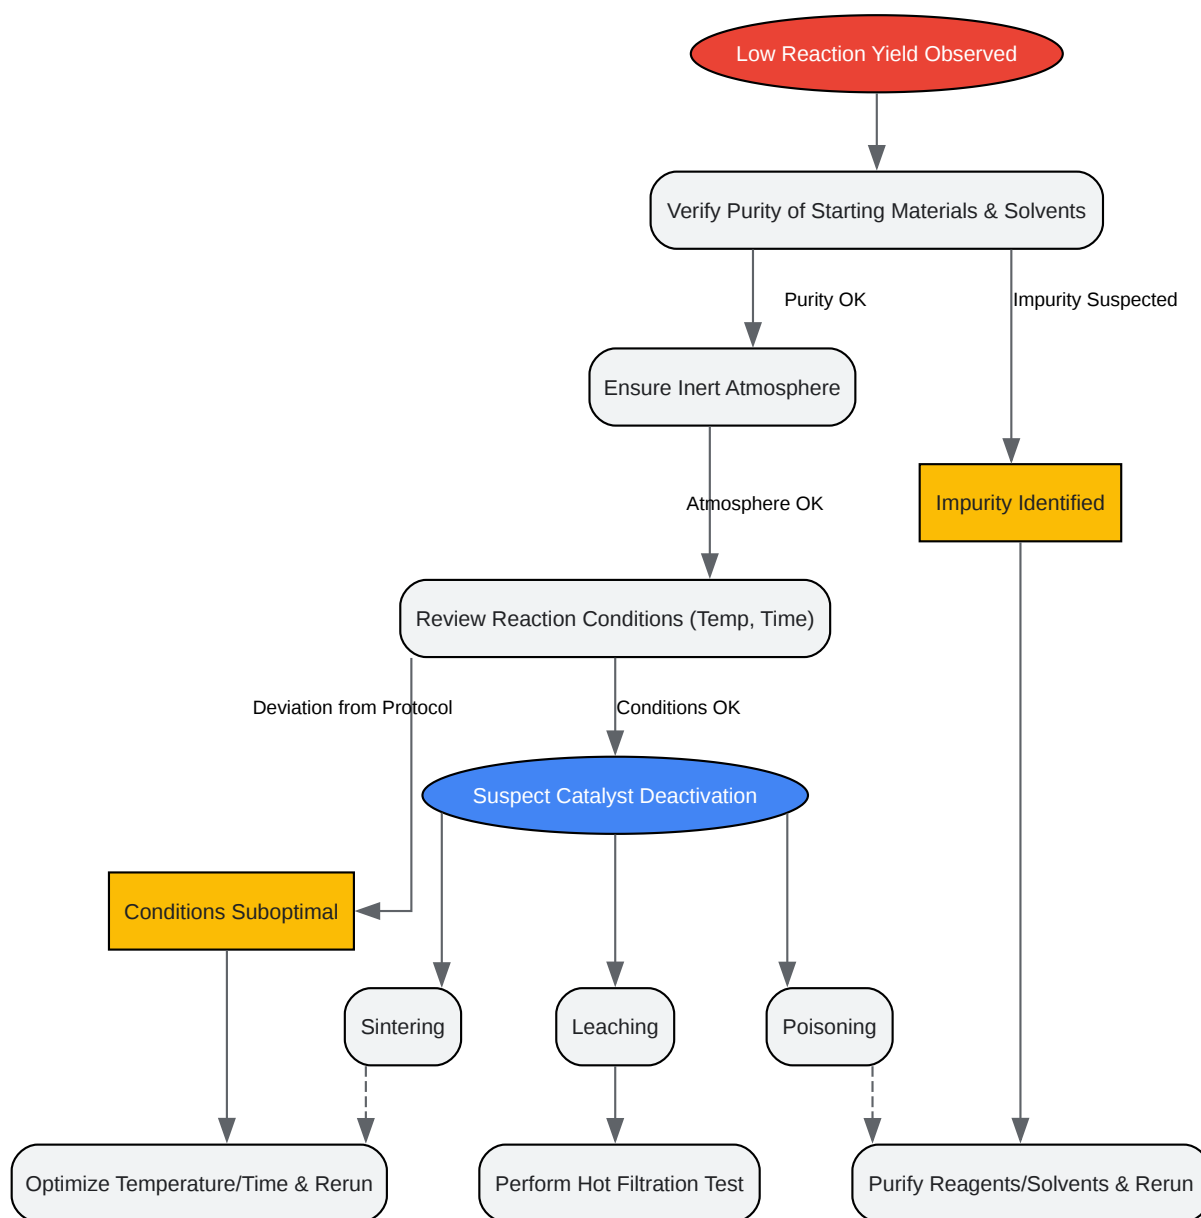 Low Reaction Yield Observed
Verify Purity of Starting Materials & Solvents
Purity OK
Impurity Suspected
Ensure Inert Atmosphere
Atmosphere OK
Impurity Identified
Review Reaction Conditions (Temp, Time)
Deviation from Protocol
Conditions OK
Suspect Catalyst Deactivation
Conditions Suboptimal
Sintering
Leaching
Poisoning
Optimize Temperature/Time & Rerun
Perform Hot Filtration Test
Purify Reagents/Solvents & Rerun